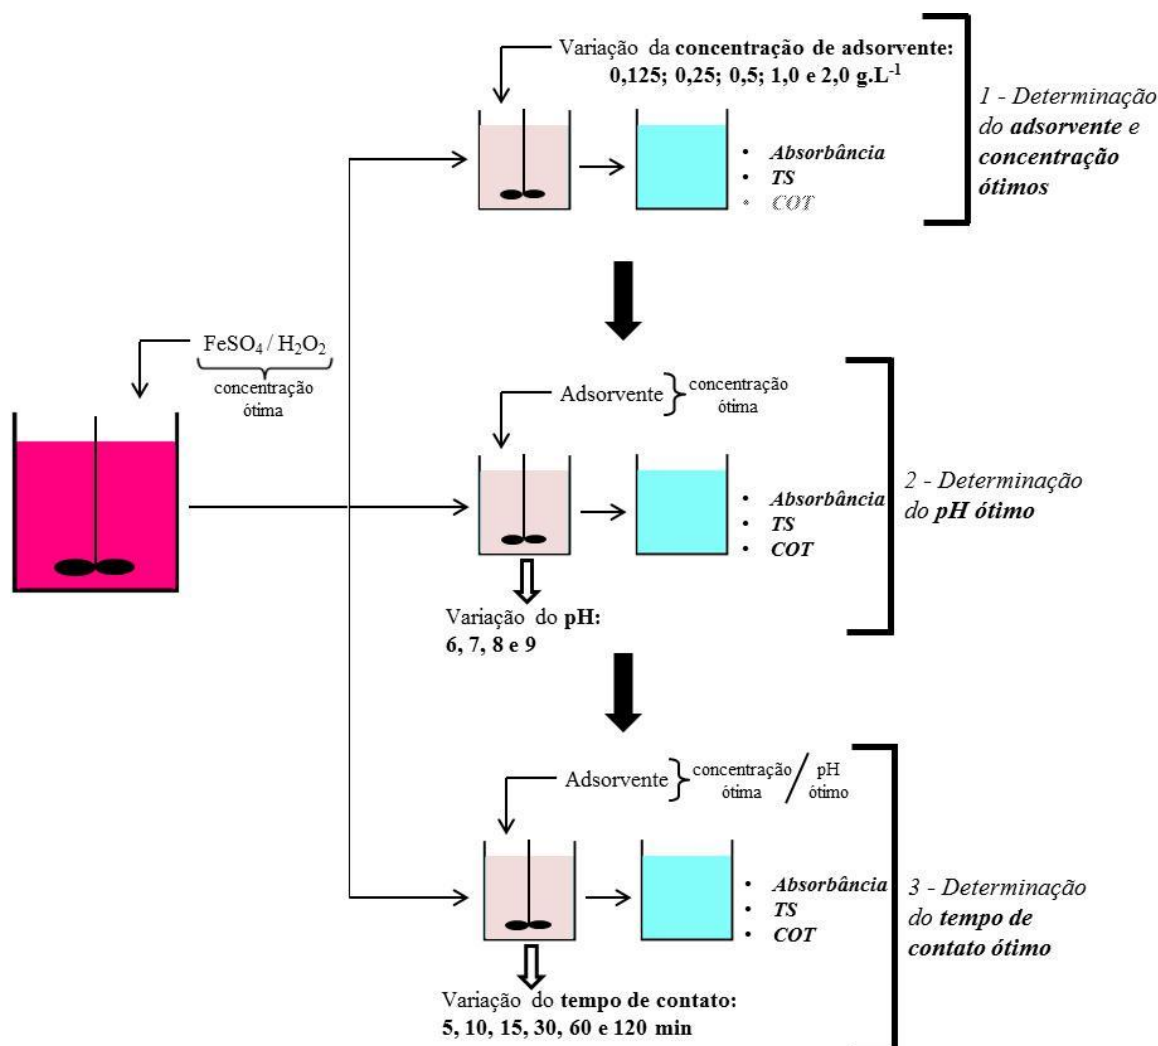 Variação da concentração de adsorvente:
0,125; 0,25; 0,5; 1,0 e 2,0 g.L⁻¹
• Absorbância
• TS
• COT
1 - Determinação
do adsorvente e
concentração
ótimos
FeSO₄ / H₂O₂
concentração
ótima
Adsorvente
concentração
ótima
• Absorbância
• TS
• COT
2 - Determinação
do pH ótimo
Variação do pH:
6, 7, 8 e 9
Adsorvente
concentração
ótima
/
pH
ótimo
• Absorbância
• TS
• COT
3 - Determinação
do tempo de
contato ótimo
Variação do tempo de contato:
5, 10, 15, 30, 60 e 120 min